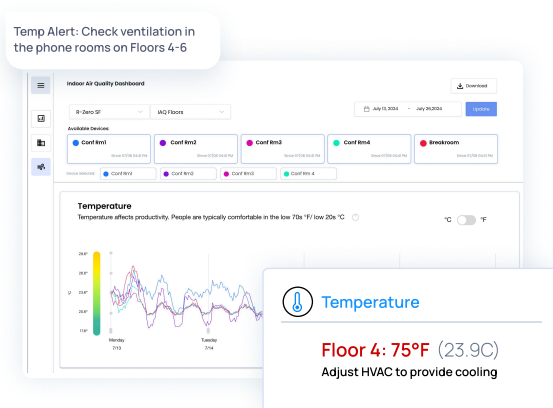 Temp Alert: Check ventilation in
the phone rooms on Floors 4-6
Indoor Air Quality Dashboard
Download
R-Zero SF
IAQ Floors
July 13, 2024 - July 26, 2024
Update
Available Devices
Conf Rm1
Conf Rm2
Conf Rm3
Conf Rm4
Breakroom
Conf Rm1
Conf Rm2
Conf Rm3
Conf Rm 4
Temperature
Temperature affects productivity. People are typically comfortable in the low 70s °F/ low 20s °C
°C
°F
°C
Monday
7/13
Tuesday
7/14
Temperature
Floor 4: 75°F (23.9C)
Adjust HVAC to provide cooling